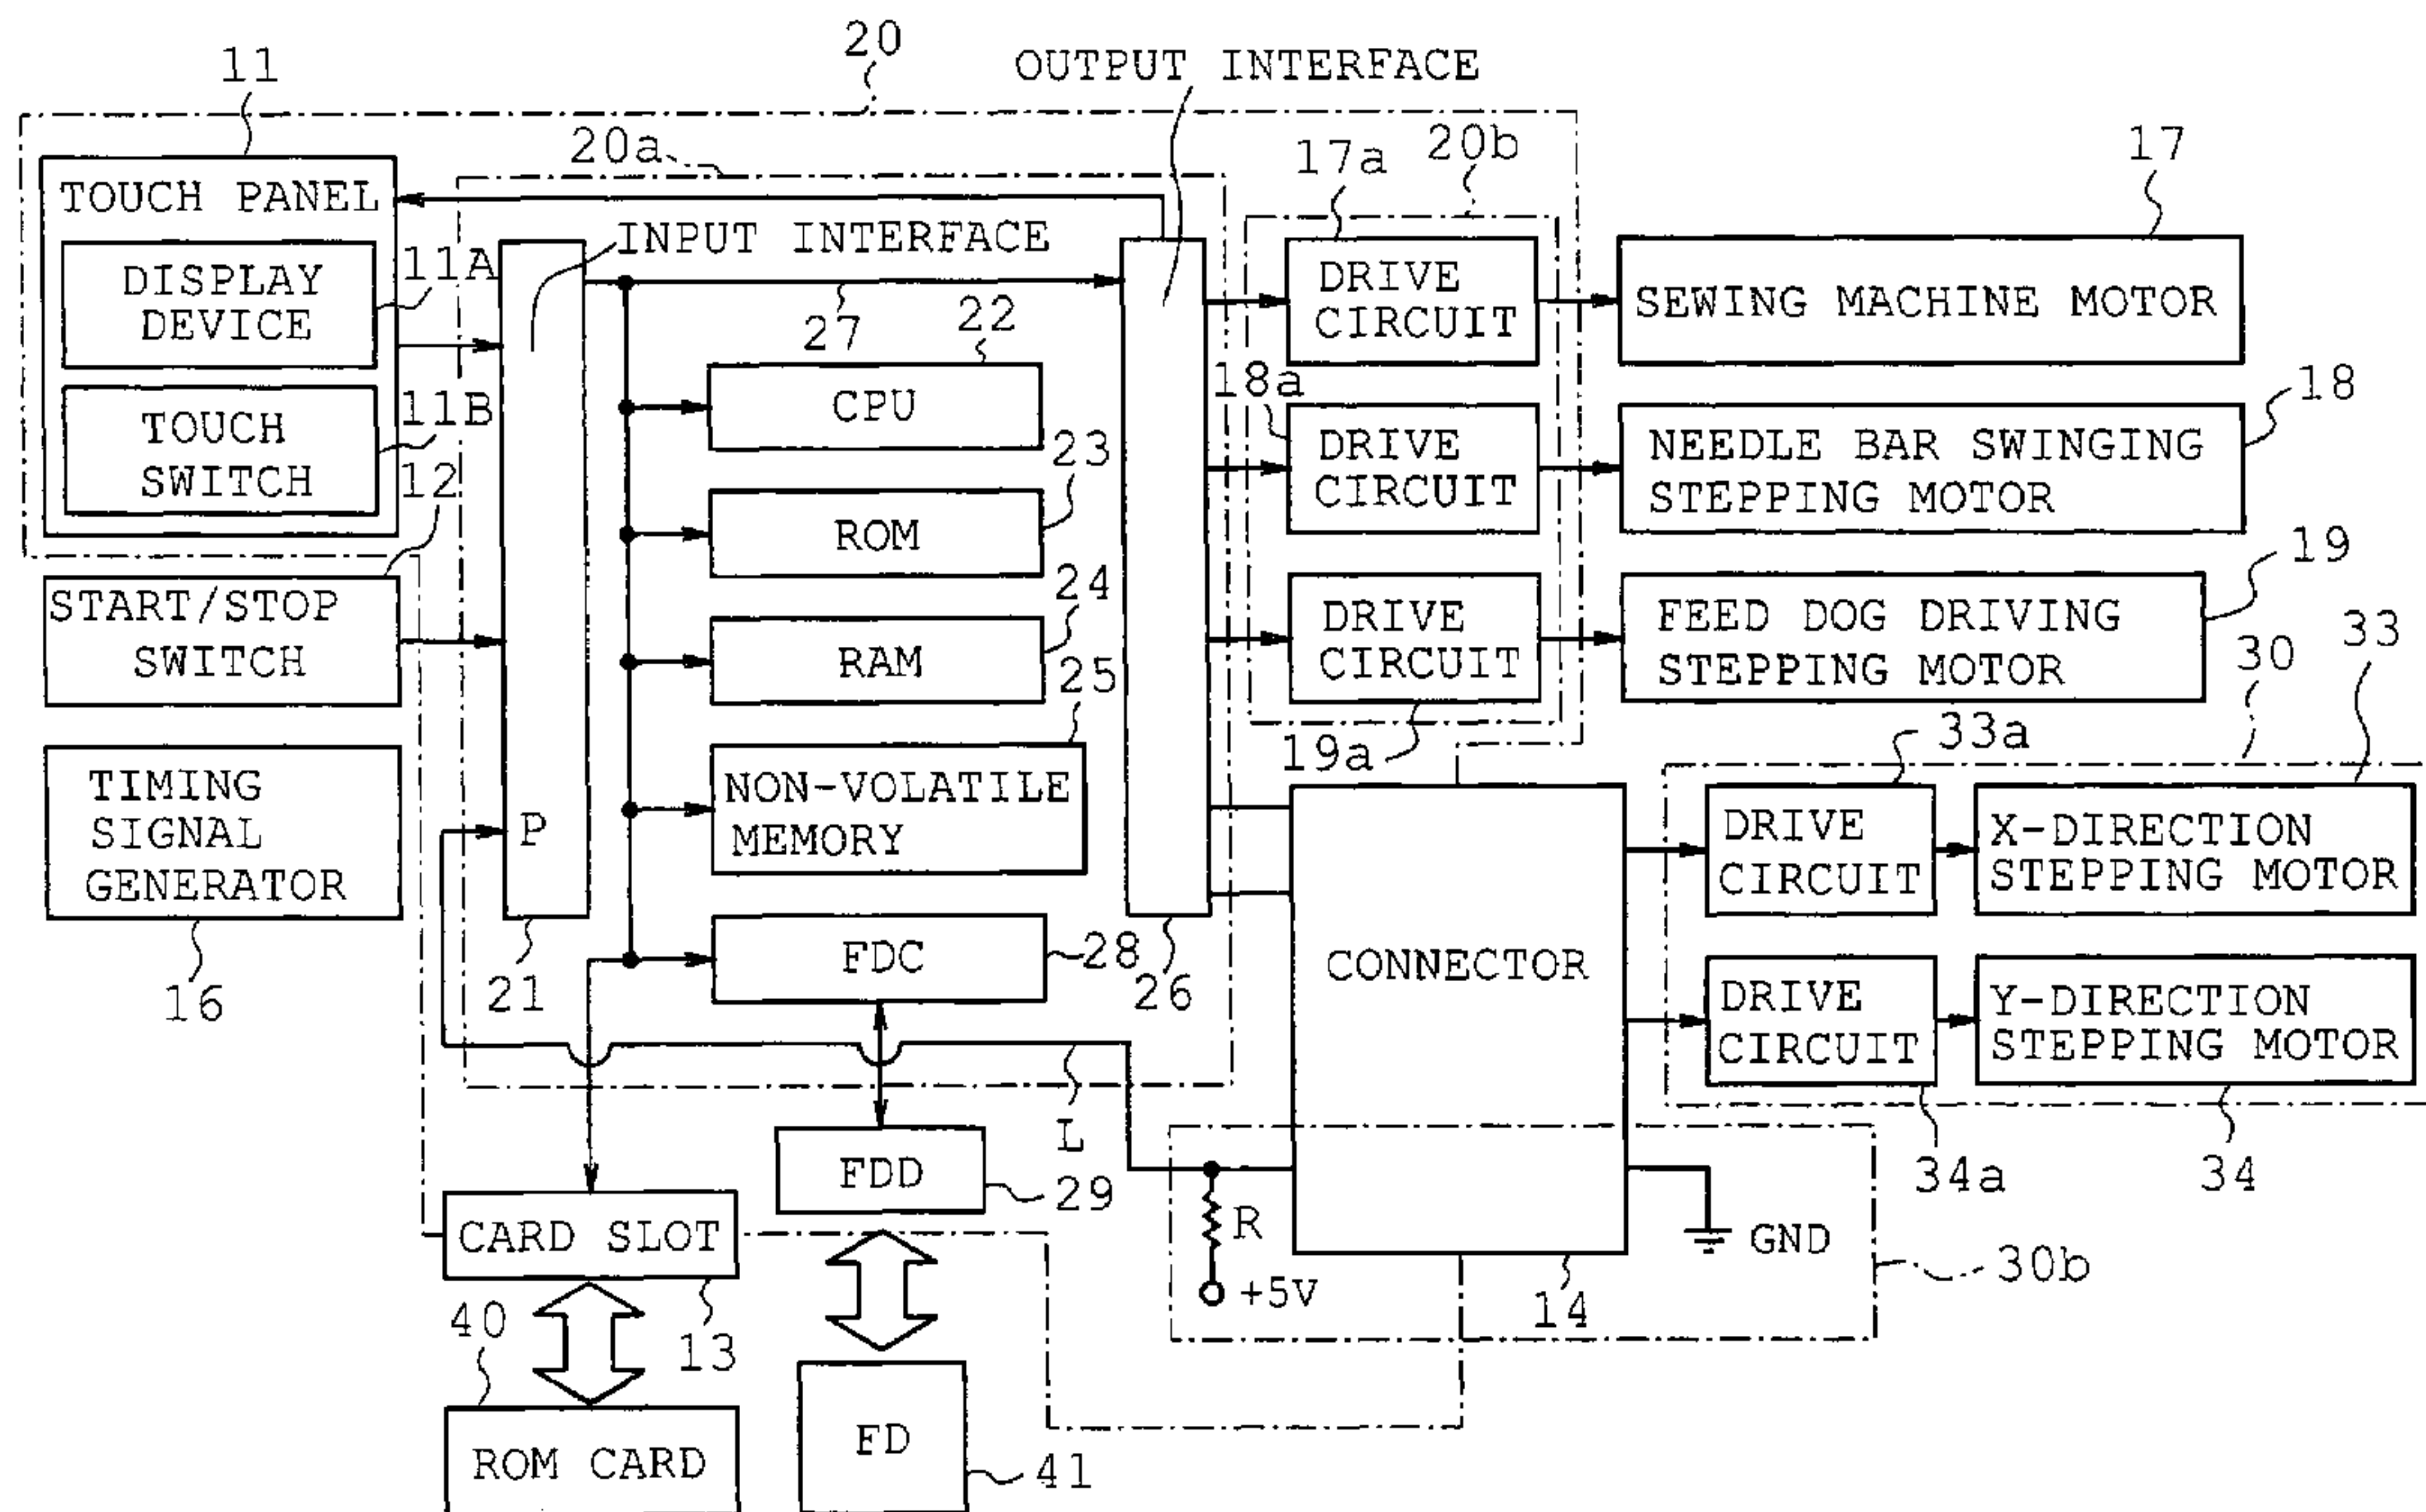 20
11
OUTPUT INTERFACE
20a
17a
20b
17
TOUCH PANEL
INPUT INTERFACE
DISPLAY
DEVICE
11A
DRIVE
CIRCUIT
SEWING MACHINE MOTOR
27
22
CPU
18a
18
TOUCH
SWITCH
11B
12
DRIVE
CIRCUIT
NEEDLE BAR SWINGING
STEPPING MOTOR
23
ROM
19
START/STOP
SWITCH
24
RAM
DRIVE
CIRCUIT
FEED DOG DRIVING
STEPPING MOTOR
30
33
25
19a
33a
TIMING
SIGNAL
GENERATOR
P
NON-VOLATILE
MEMORY
DRIVE
CIRCUIT
X-DIRECTION
STEPPING MOTOR
16
21
FDC
28
26
CONNECTOR
DRIVE
CIRCUIT
Y-DIRECTION
STEPPING MOTOR
L
34a
34
FDD
29
R
+5V
GND
30b
14
CARD SLOT
13
40
ROM CARD
FD
41